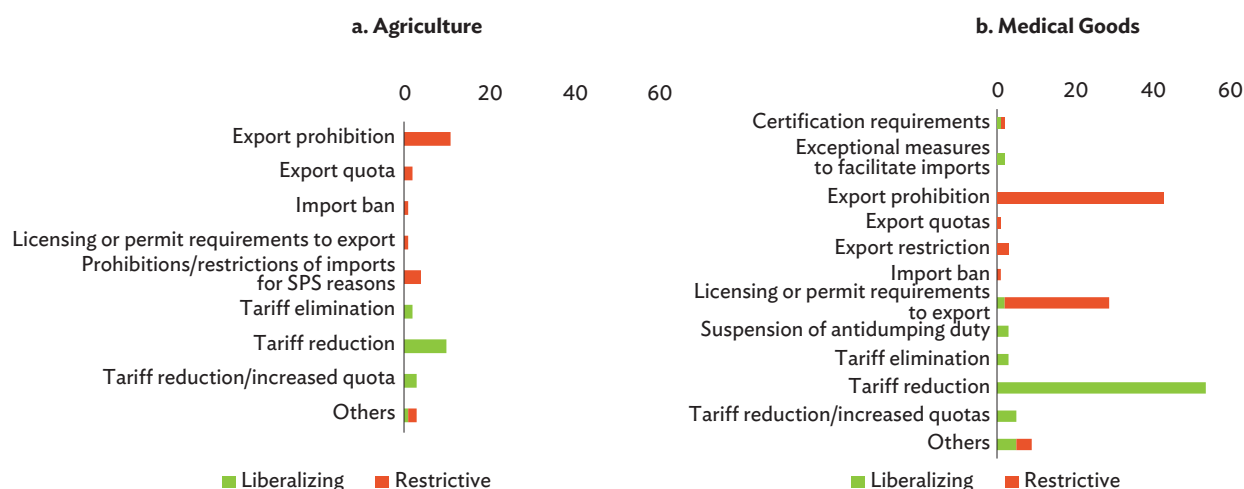 a. Agriculture
0 20 40 60
Export prohibition
Export quota
Import ban
Licensing or permit requirements to export
Prohibitions/restrictions of imports
for SPS reasons
Tariff elimination
Tariff reduction
Tariff reduction/increased quota
Others
Liberalizing Restrictive
b. Medical Goods
0 20 40 60
Certification requirements
Exceptional measures
to facilitate imports
Export prohibition
Export quotas
Export restriction
Import ban
Licensing or permit requirements
to export
Suspension of antidumping duty
Tariff elimination
Tariff reduction
Tariff reduction/increased quotas
Others
Liberalizing Restrictive